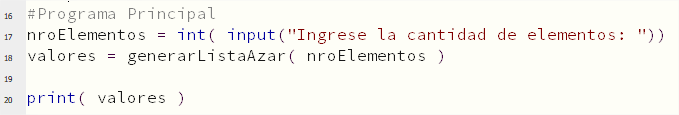 16 #Programa Principal
17 nroElementos = int( input("Ingrese la cantidad de elementos: "))
18 valores = generarListaAzar( nroElementos )
19
20 print( valores )